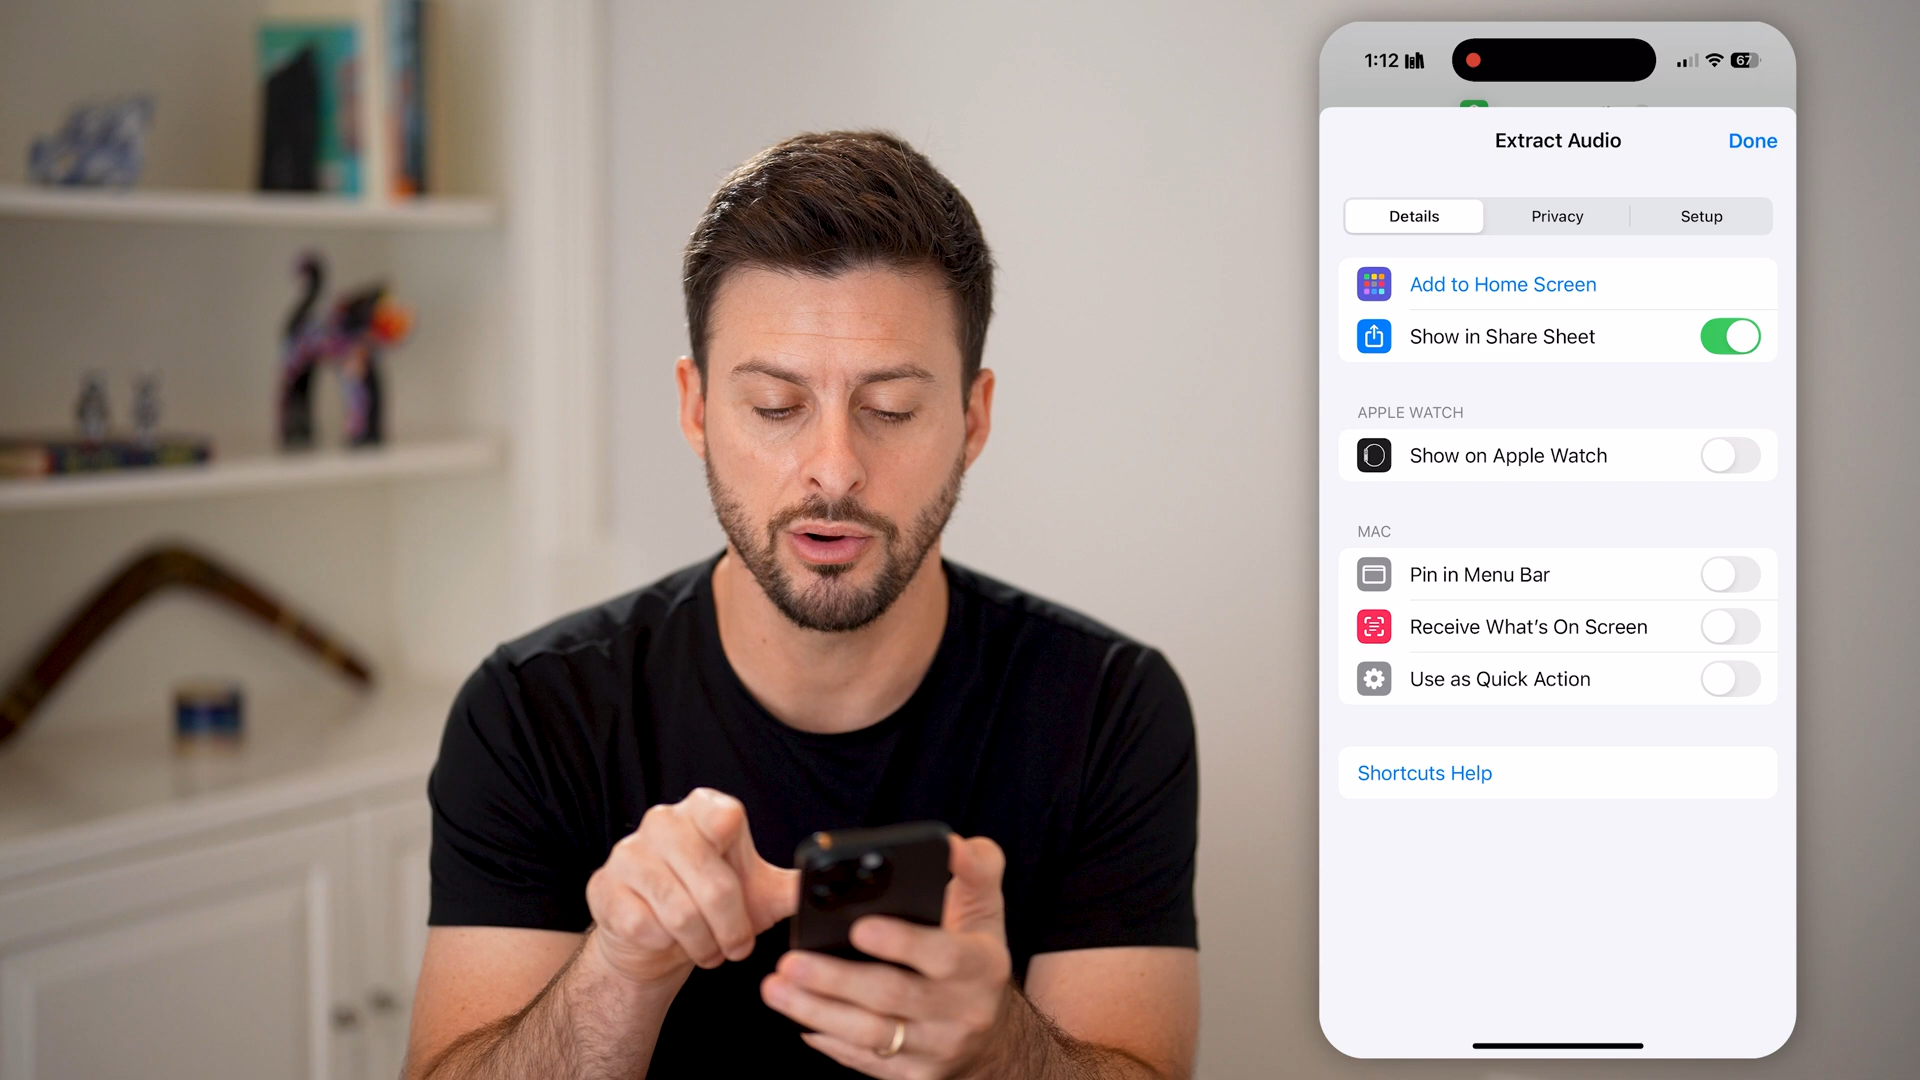 1:12
67
Extract Audio
Done
Details
Privacy
Setup
Add to Home Screen
Show in Share Sheet
APPLE WATCH
Show on Apple Watch
MAC
Pin in Menu Bar
Receive What's On Screen
Use as Quick Action
Shortcuts Help